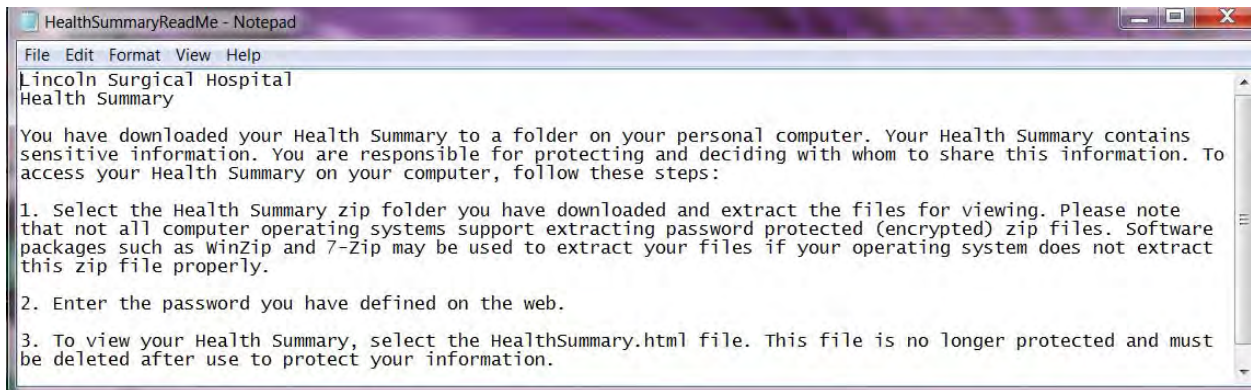 HealthSummaryReadMe - Notepad
File Edit Format View Help
Lincoln Surgical Hospital
Health Summary
You have downloaded your Health Summary to a folder on your personal computer. Your Health Summary contains
sensitive information. You are responsible for protecting and deciding with whom to share this information. To
access your Health Summary on your computer, follow these steps:
1. Select the Health Summary zip folder you have downloaded and extract the files for viewing. Please note
that not all computer operating systems support extracting password protected (encrypted) zip files. Software
packages such as WinZip and 7-Zip may be used to extract your files if your operating system does not extract
this zip file properly.
2. Enter the password you have defined on the web.
3. To view your Health Summary, select the HealthSummary.html file. This file is no longer protected and must
be deleted after use to protect your information.